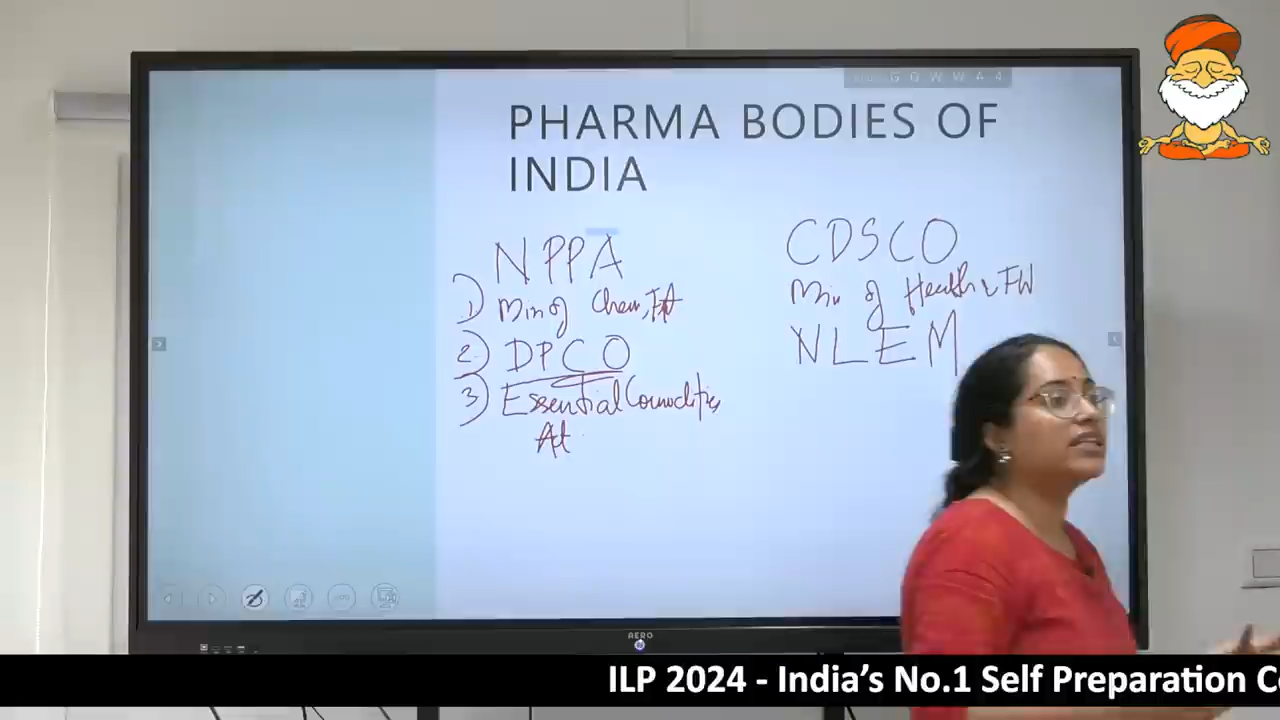 PHARMA BODIES OF
INDIA
NPPA
1) Min of Chem, Fert
2) DPCO
3) Essential Commodities
Act
CDSCO
Min of Health & FW
NLEM
AERO
ILP 2024 - India’s No.1 Self Preparation C